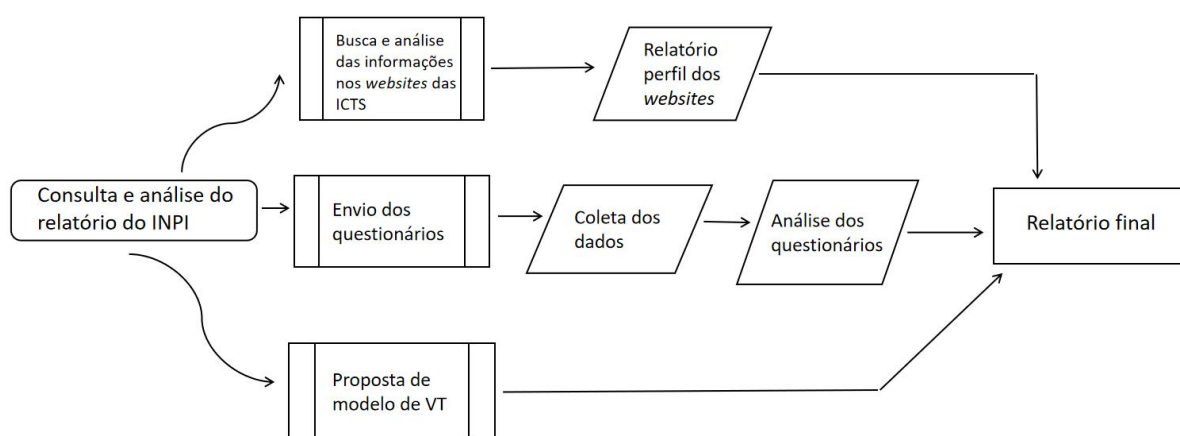 Busca e análise
das informações
nos websites das
ICTS
Relatório
perfil dos
websites
Consulta e análise do
relatório do INPI
Envio dos
questionários
Coleta dos
dados
Análise dos
questionários
Relatório final
Proposta de
modelo de VT